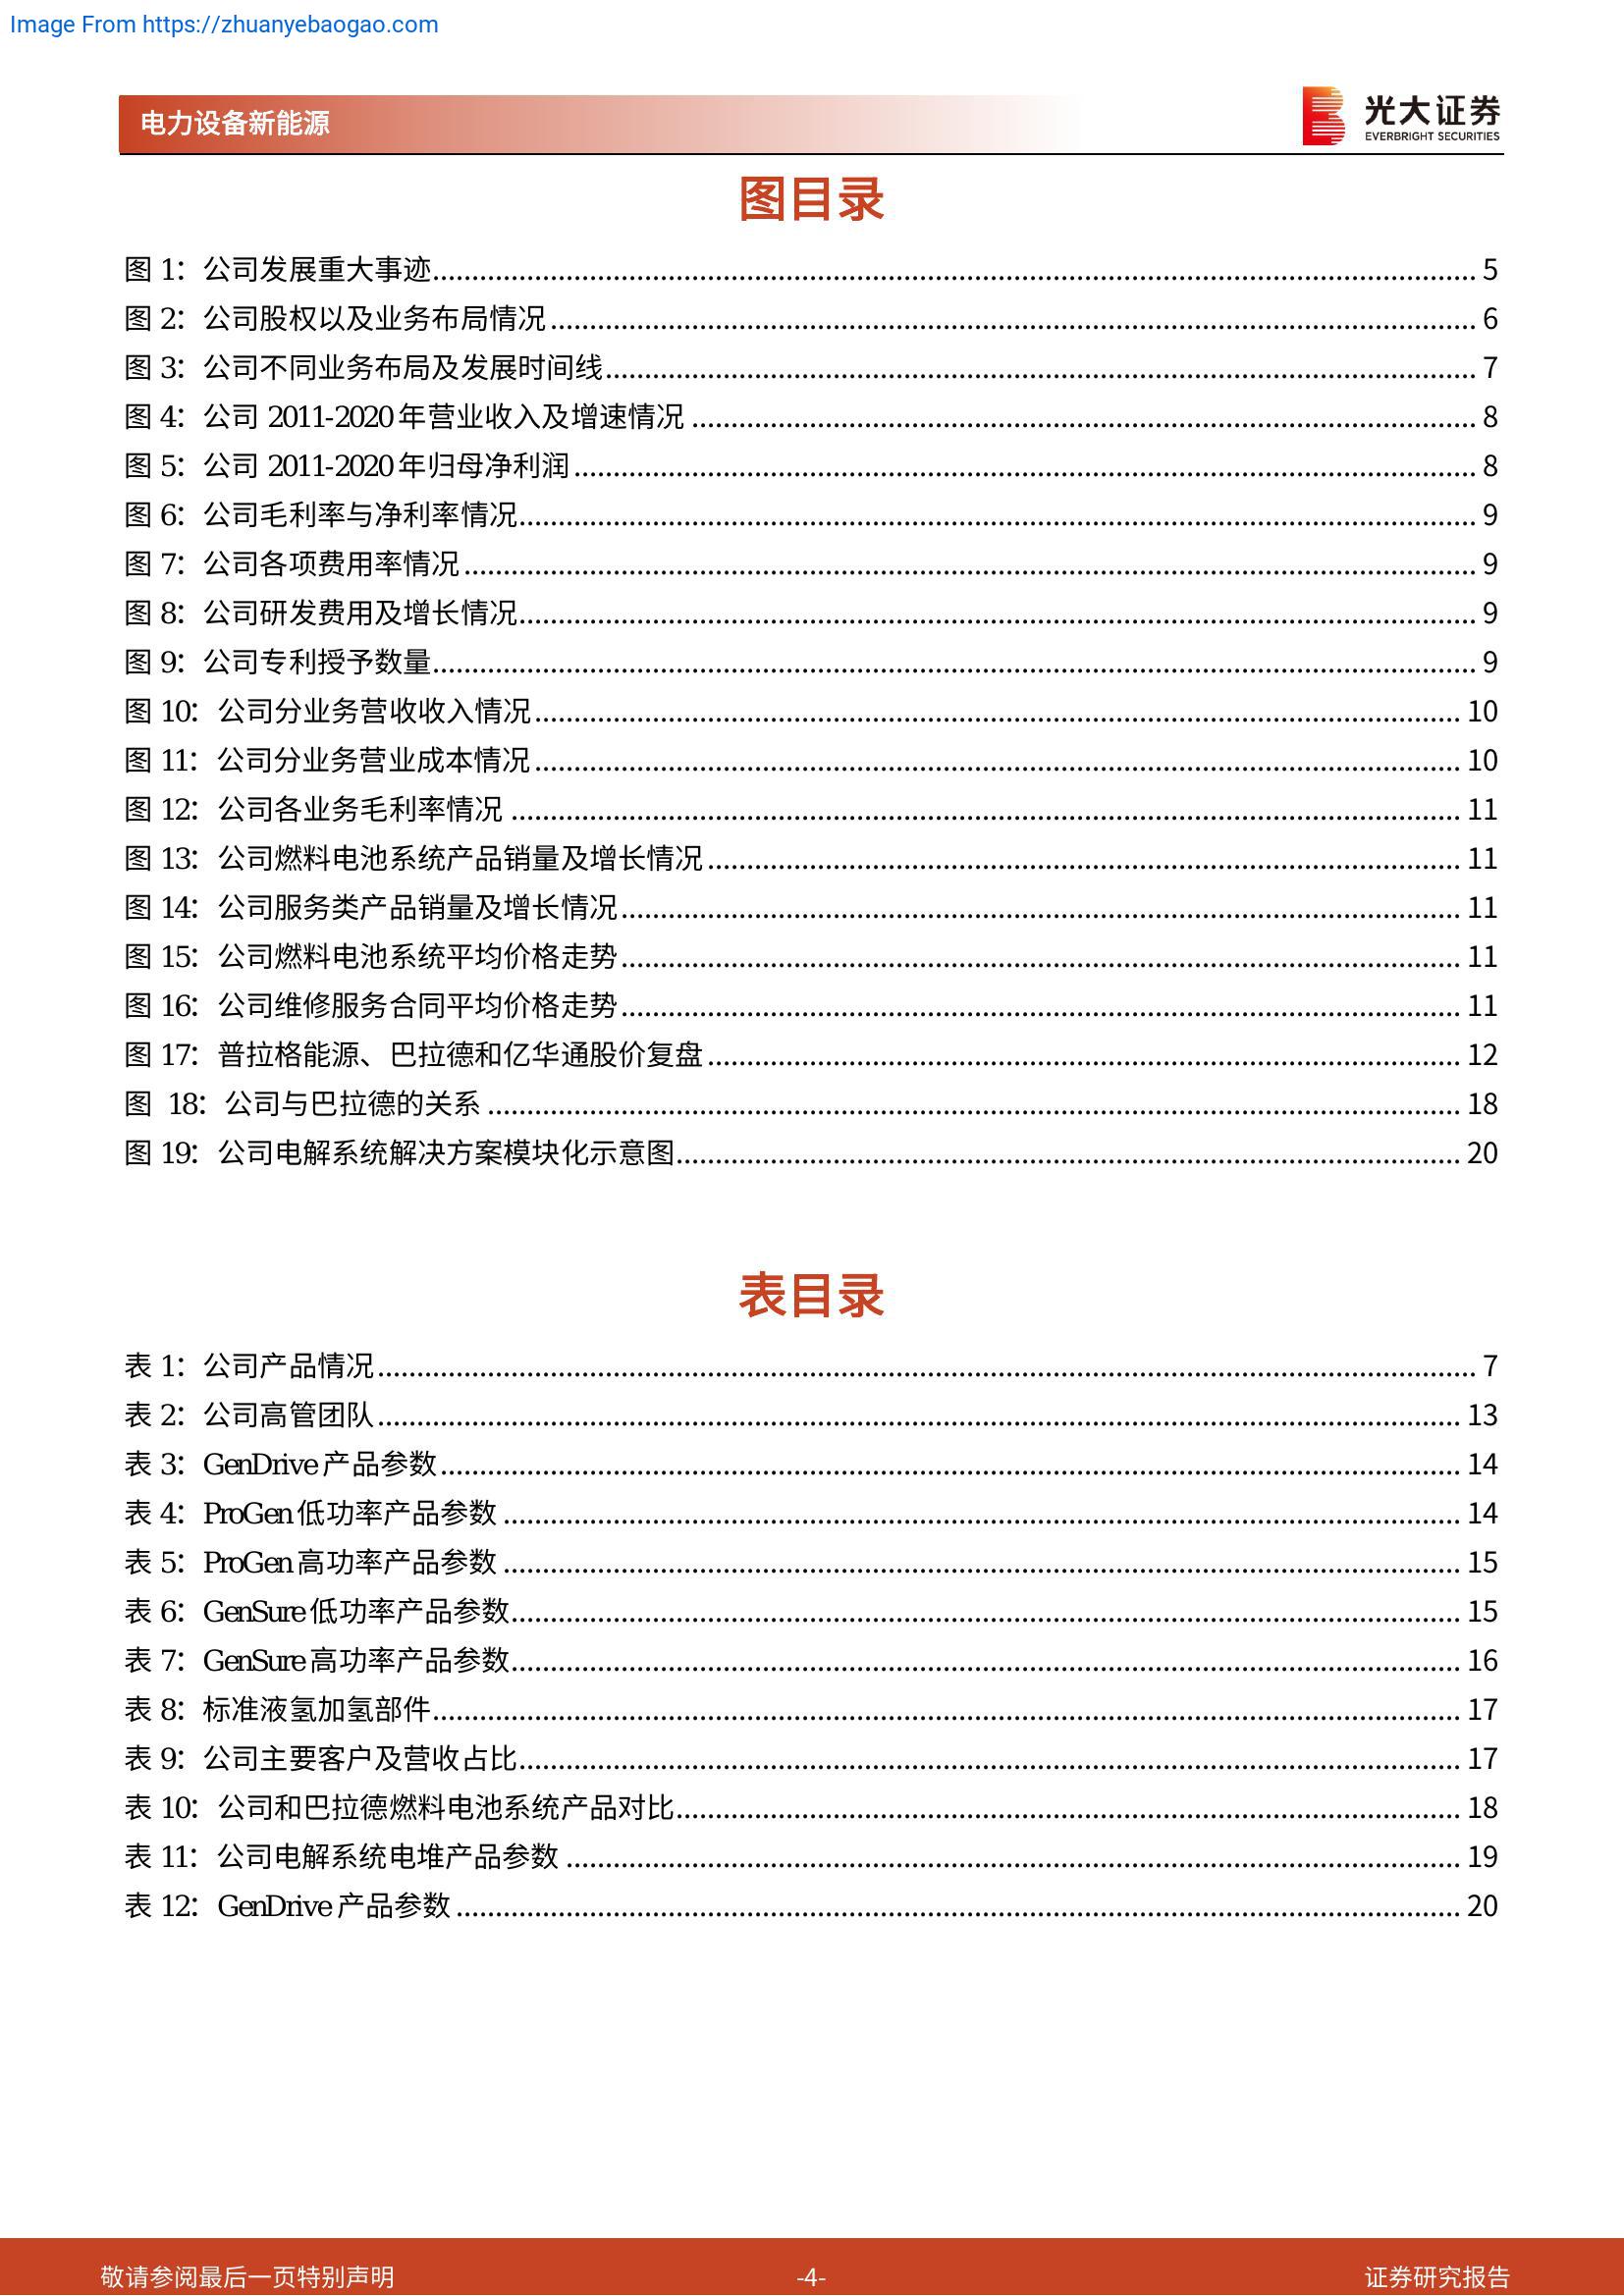 Image From https://zhuanyebaogao.com
电力设备新能源
光大证券
EVERBRIGHT SECURITIES
图目录
图 1：公司发展重大事迹 5
图 2：公司股权以及业务布局情况 6
图 3：公司不同业务布局及发展时间线 7
图 4：公司 2011-2020 年营业收入及增速情况 8
图 5：公司 2011-2020 年归母净利润 8
图 6：公司毛利率与净利率情况 9
图 7：公司各项费用率情况 9
图 8：公司研发费用及增长情况 9
图 9：公司专利授予数量 9
图 10：公司分业务营收收入情况 10
图 11：公司分业务营业成本情况 10
图 12：公司各业务毛利率情况 11
图 13：公司燃料电池系统产品销量及增长情况 11
图 14：公司服务类产品销量及增长情况 11
图 15：公司燃料电池系统平均价格走势 11
图 16：公司维修服务合同平均价格走势 11
图 17：普拉格能源、巴拉德和亿华通股价复盘 12
图 18：公司与巴拉德的关系 18
图 19：公司电解系统解决方案模块化示意图 20
表目录
表 1：公司产品情况 7
表 2：公司高管团队 13
表 3：GenDrive 产品参数 14
表 4：ProGen 低功率产品参数 14
表 5：ProGen 高功率产品参数 15
表 6：GenSure 低功率产品参数 15
表 7：GenSure 高功率产品参数 16
表 8：标准液氢加氢部件 17
表 9：公司主要客户及营收占比 17
表 10：公司和巴拉德燃料电池系统产品对比 18
表 11：公司电解系统电堆产品参数 19
表 12：GenDrive 产品参数 20
敬请参阅最后一页特别声明 -4- 证券研究报告